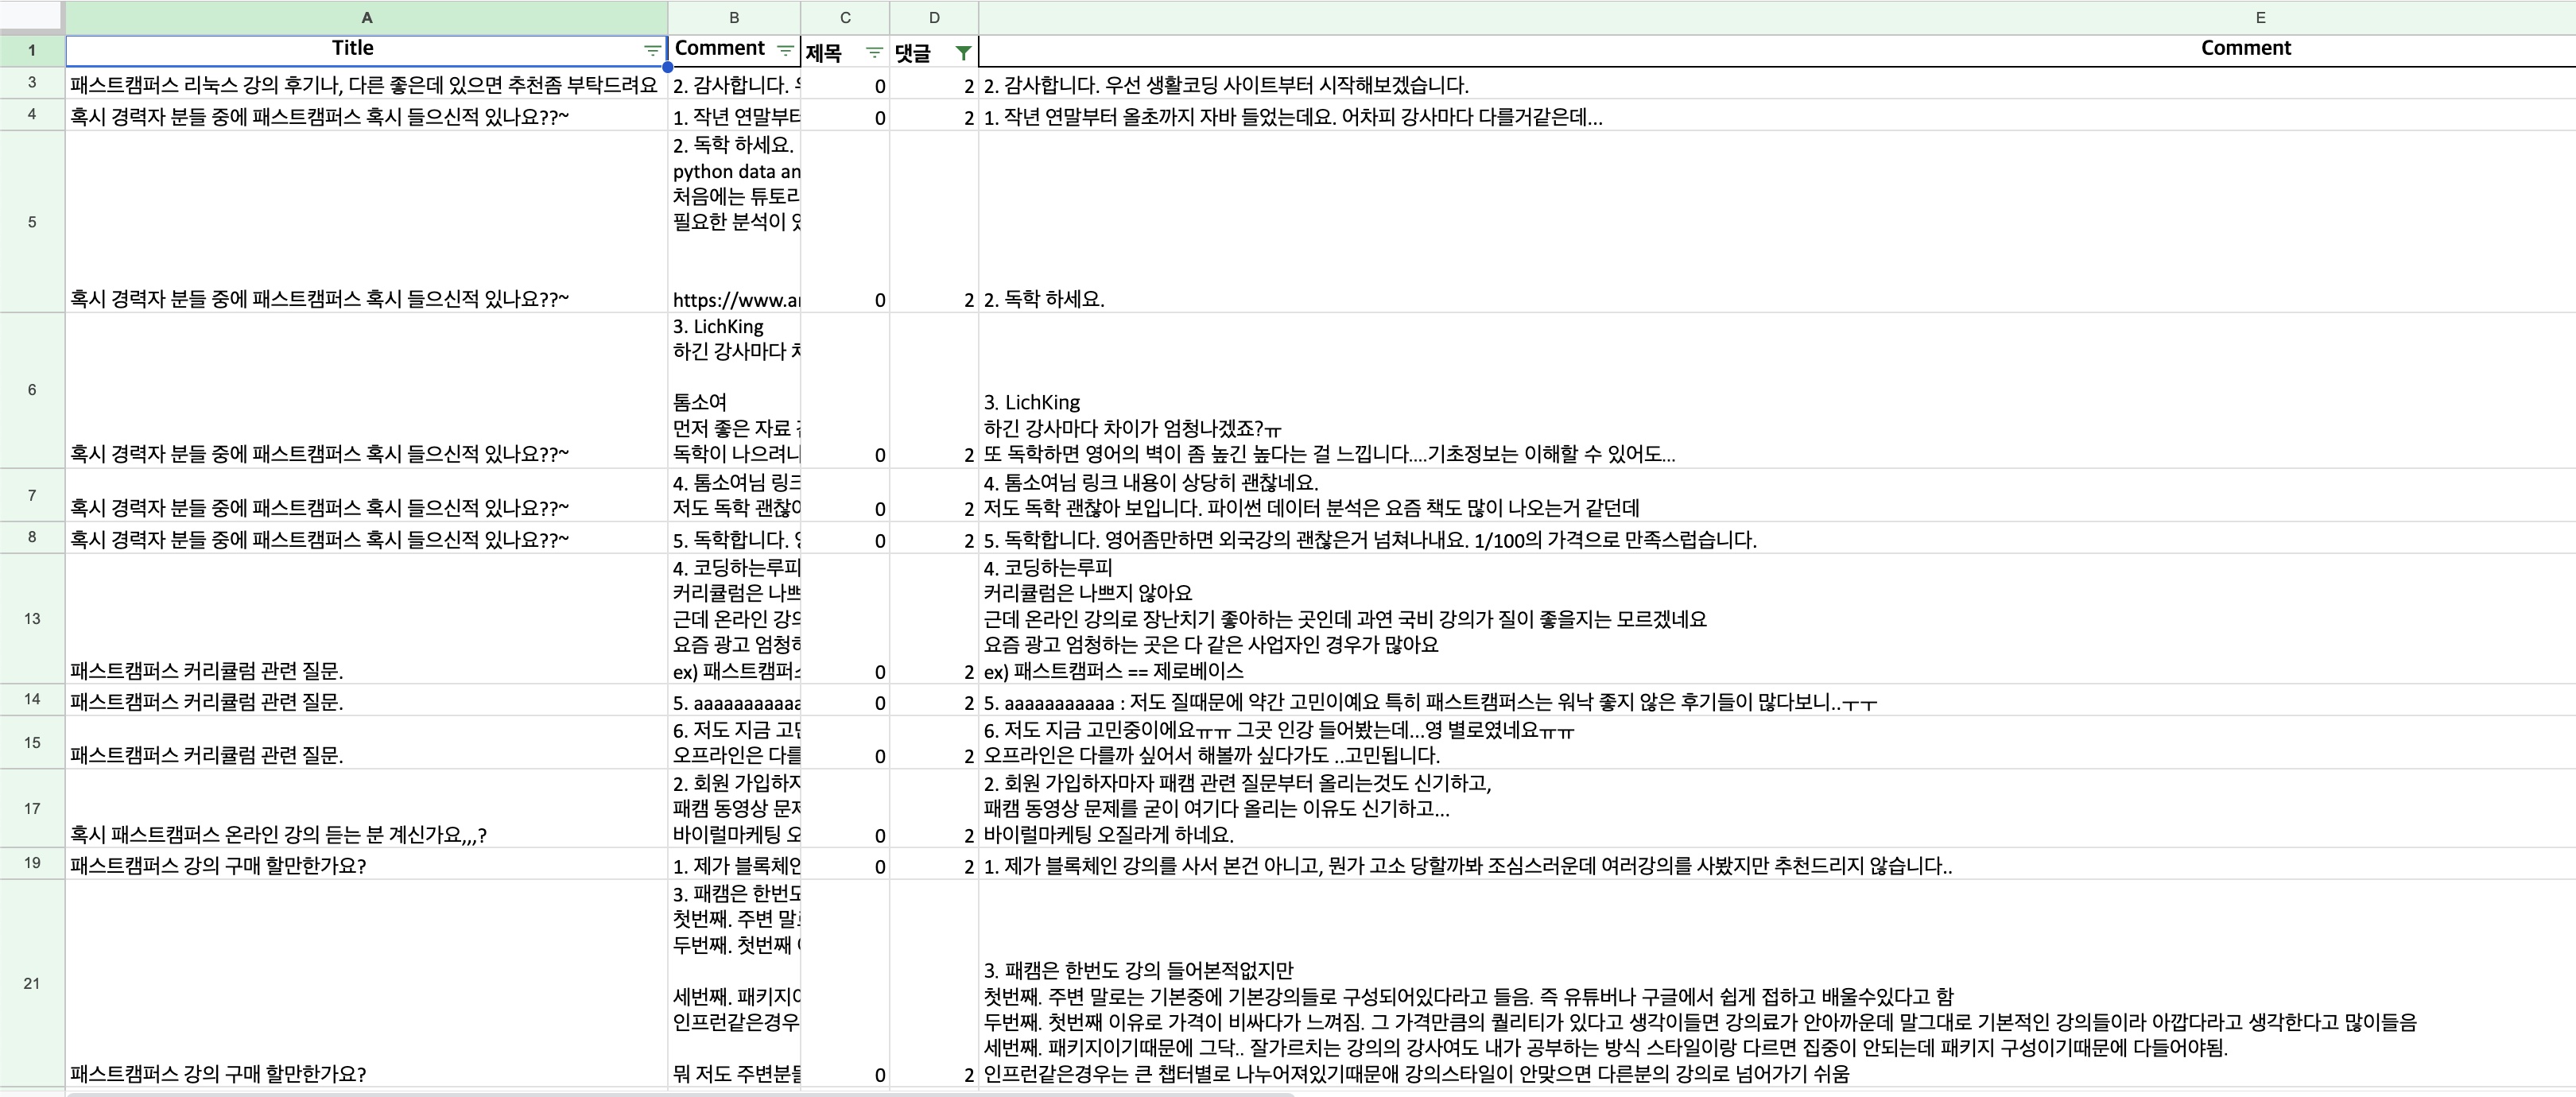 A B C D E
1 Title Comment 제목 댓글 Comment
3 패스트캠퍼스 리눅스 강의 후기나, 다른 좋은데 있으면 추천좀 부탁드려요 2. 감사합니다. 0 2 2. 감사합니다. 우선 생활코딩 사이트부터 시작해보겠습니다.
4 혹시 경력자 분들 중에 패스트캠퍼스 혹시 들으신적 있나요??~ 1. 작년 연말부터 0 2 1. 작년 연말부터 올초까지 자바 들었는데요. 어차피 강사마다 다를거같은데...
2. 독학 하세요.
python data an
처음에는 튜토리
5 필요한 분석이 있
혹시 경력자 분들 중에 패스트캠퍼스 혹시 들으신적 있나요??~ https://www.an 0 2 2. 독학 하세요.
3. LichKing
하긴 강사마다 차
6
톰소여 3. LichKing
먼저 좋은 자료 하긴 강사마다 차이가 엄청나겠죠?ㅠ
혹시 경력자 분들 중에 패스트캠퍼스 혹시 들으신적 있나요??~ 독학이 나으려나 0 2 또 독학하면 영어의 벽이 좀 높긴 높다는 걸 느낍니다....기초정보는 이해할 수 있어도...
7 4. 톰소여님 링크 4. 톰소여님 링크 내용이 상당히 괜찮네요.
혹시 경력자 분들 중에 패스트캠퍼스 혹시 들으신적 있나요??~ 저도 독학 괜찮아 0 2 저도 독학 괜찮아 보입니다. 파이썬 데이터 분석은 요즘 책도 많이 나오는거 같던데
8 혹시 경력자 분들 중에 패스트캠퍼스 혹시 들으신적 있나요??~ 5. 독학합니다. 0 2 5. 독학합니다. 영어좀만하면 외국강의 괜찮은거 넘쳐나내요. 1/100의 가격으로 만족스럽습니다.
4. 코딩하는루피 4. 코딩하는루피
커리큘럼은 나쁘 커리큘럼은 나쁘지 않아요
13 근데 온라인 강의 근데 온라인 강의로 장난치기 좋아하는 곳인데 과연 국비 강의가 질이 좋을지는 모르겠네요
요즘 광고 엄청하 요즘 광고 엄청하는 곳은 다 같은 사업자인 경우가 많아요
패스트캠퍼스 커리큘럼 관련 질문. ex) 패스트캠퍼스 0 2 ex) 패스트캠퍼스 == 제로베이스
14 패스트캠퍼스 커리큘럼 관련 질문. 5. aaaaaaaaaaa 0 2 5. aaaaaaaaaaa : 저도 질때문에 약간 고민이예요 특히 패스트캠퍼스는 워낙 좋지 않은 후기들이 많다보니..ㅜㅜ
15 6. 저도 지금 고민 6. 저도 지금 고민중이에요ㅠㅠ 그곳 인강 들어봤는데...영 별로였네요ㅠㅠ
패스트캠퍼스 커리큘럼 관련 질문. 오프라인은 다를 0 2 오프라인은 다를까 싶어서 해볼까 싶다가도 ..고민됩니다.
2. 회원 가입하자 2. 회원 가입하자마자 패캠 관련 질문부터 올리는것도 신기하고,
17 패캠 동영상 문제 패캠 동영상 문제를 굳이 여기다 올리는 이유도 신기하고...
혹시 패스트캠퍼스 온라인 강의 듣는 분 계신가요,,,? 바이럴마케팅 오 0 2 바이럴마케팅 오질라게 하네요.
19 패스트캠퍼스 강의 구매 할만한가요? 1. 제가 블록체인 0 2 1. 제가 블록체인 강의를 사서 본건 아니고, 뭔가 고소 당할까봐 조심스러운데 여러강의를 사봤지만 추천드리지 않습니다..
3. 패캠은 한번도
첫번째. 주변 말로
두번째. 첫번째
3. 패캠은 한번도 강의 들어본적없지만
21 세번째. 패키지이 첫번째. 주변 말로는 기본중에 기본강의들로 구성되어있다라고 들음. 즉 유튜버나 구글에서 쉽게 접하고 배울수있다고 함
인프런같은경우 두번째. 첫번째 이유로 가격이 비싸다가 느껴짐. 그 가격만큼의 퀄리티가 있다고 생각이들면 강의료가 안아까운데 말그대로 기본적인 강의들이라 아깝다라고 생각한다고 많이들음
세번째. 패키지이기때문에 그닥.. 잘가르치는 강의의 강사여도 내가 공부하는 방식 스타일이랑 다르면 집중이 안되는데 패키지 구성이기때문에 다들어야됨.
패스트캠퍼스 강의 구매 할만한가요? 뭐 저도 주변분들 0 2 인프런같은경우는 큰 챕터별로 나누어져있기때문애 강의스타일이 안맞으면 다른분의 강의로 넘어가기 쉬움